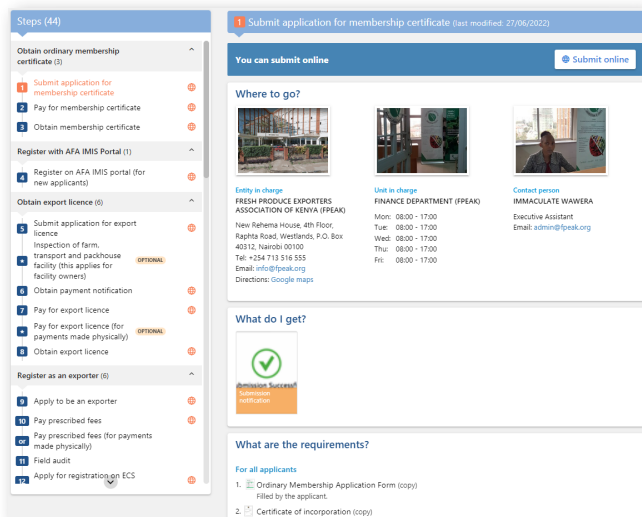 Steps (44)
Obtain ordinary membership
certificate (3)
1 Submit application for
membership certificate
2 Pay for membership certificate
3 Obtain membership certificate
Register with AFA IMIS Portal (1)
4 Register on AFA IMIS portal (for
new applicants)
Obtain export licence (6)
5 Submit application for export
licence
Inspection of farm,
transport and packhouse
facility (this applies for
facility owners)
OPTIONAL
6 Obtain payment notification
7 Pay for export licence
Pay for export licence (for
payments made physically)
OPTIONAL
8 Obtain export licence
Register as an exporter (6)
9 Apply to be an exporter
10 Pay prescribed fees
or Pay prescribed fees (for payments
made physically)
11 Field audit
12 Apply for registration on ECS
1 Submit application for membership certificate (last modified: 27/06/2022)
You can submit online
Submit online
Where to go?
Entity in charge
FRESH PRODUCE EXPORTERS
ASSOCIATION OF KENYA (FPEAK)
New Rehema House, 4th Floor,
Raphta Road, Westlands, P.O. Box
40312, Nairobi 00100
Tel: +254 713 516 555
Email: info@fpeak.org
Directions: Google maps
Unit in charge
FINANCE DEPARTMENT (FPEAK)
Mon: 08:00 - 17:00
Tue: 08:00 - 17:00
Wed: 08:00 - 17:00
Thu: 08:00 - 17:00
Fri: 08:00 - 17:00
Contact person
IMMACULATE WAWERA
Executive Assistant
Email: admin@fpeak.org
What do I get?
bmission Successf
Submission
notification
What are the requirements?
For all applicants
1. Ordinary Membership Application Form (copy)
Filled by the applicant.
2. Certificate of incorporation (copy)